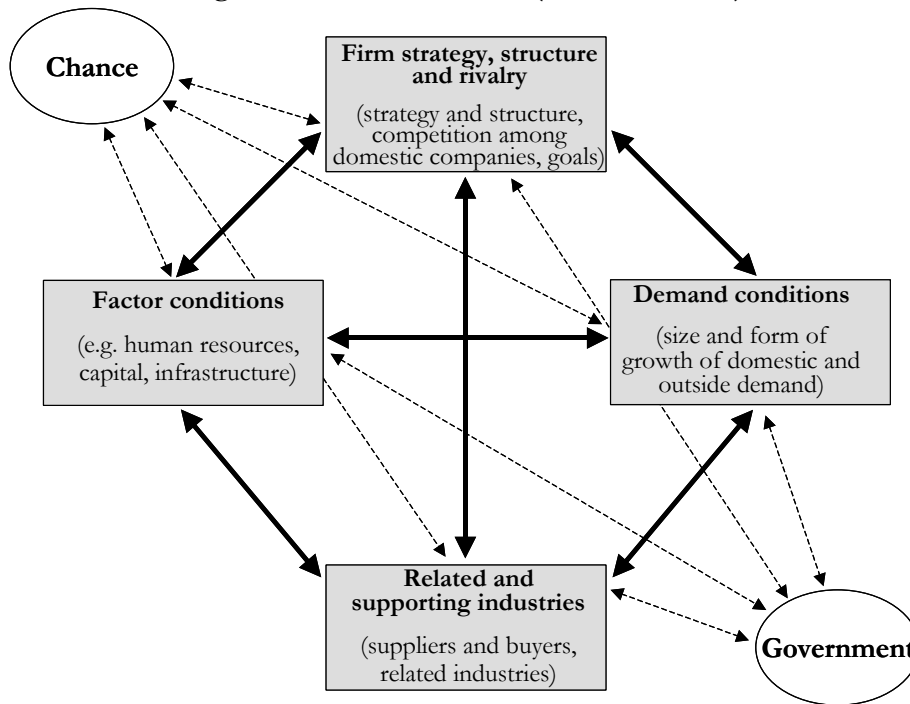 Chance
Firm strategy, structure
and rivalry
(strategy and structure,
competition among
domestic companies, goals)
Factor conditions
(e.g. human resources,
capital, infrastructure)
Demand conditions
(size and form of
growth of domestic and
outside demand)
Related and
supporting industries
(suppliers and buyers,
related industries)
Government